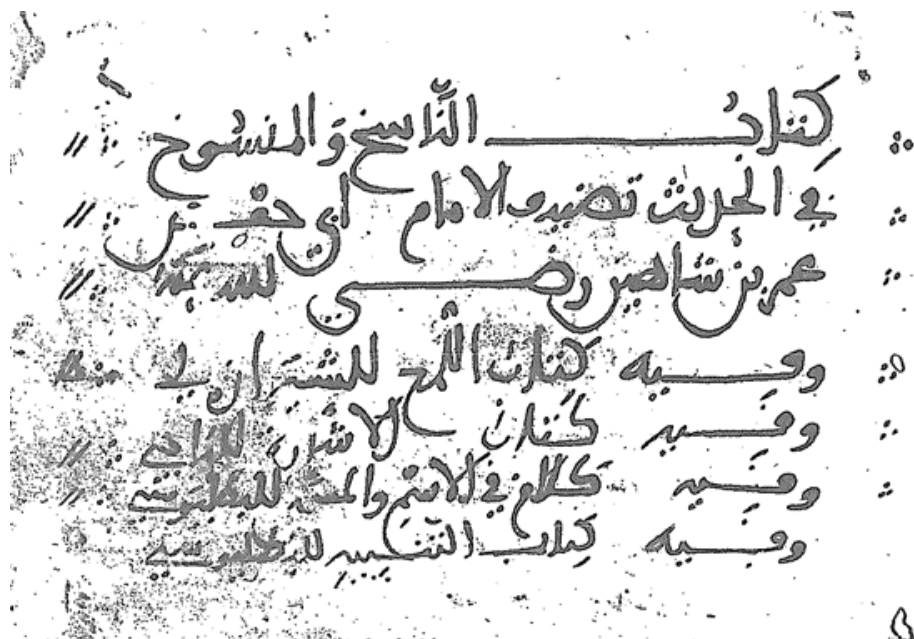 كتاب الناسخ والمنسوخ
في الحديث تصنيف الامام ابي حفص
عمر بن شاهين رضي الله عنه
وفيه كتاب اللمع للشيرازي
وفيه كتاب الاشارة للباجي
وفيه كلام في الاسم والمسمى للبطليوسي
وفيه كتاب التنبيه للبطليوسي